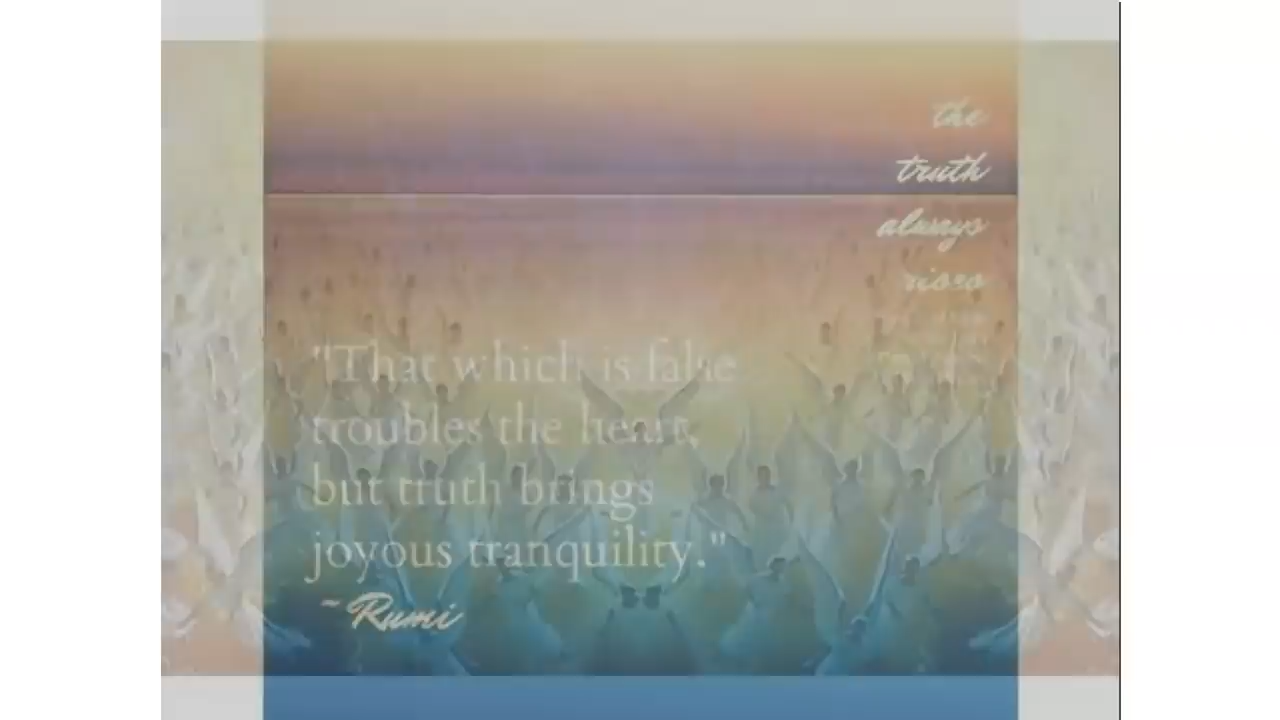 the
truth
always
rises
"That which is false
troubles the heart,
but truth brings
joyous tranquility."
~ Rumi